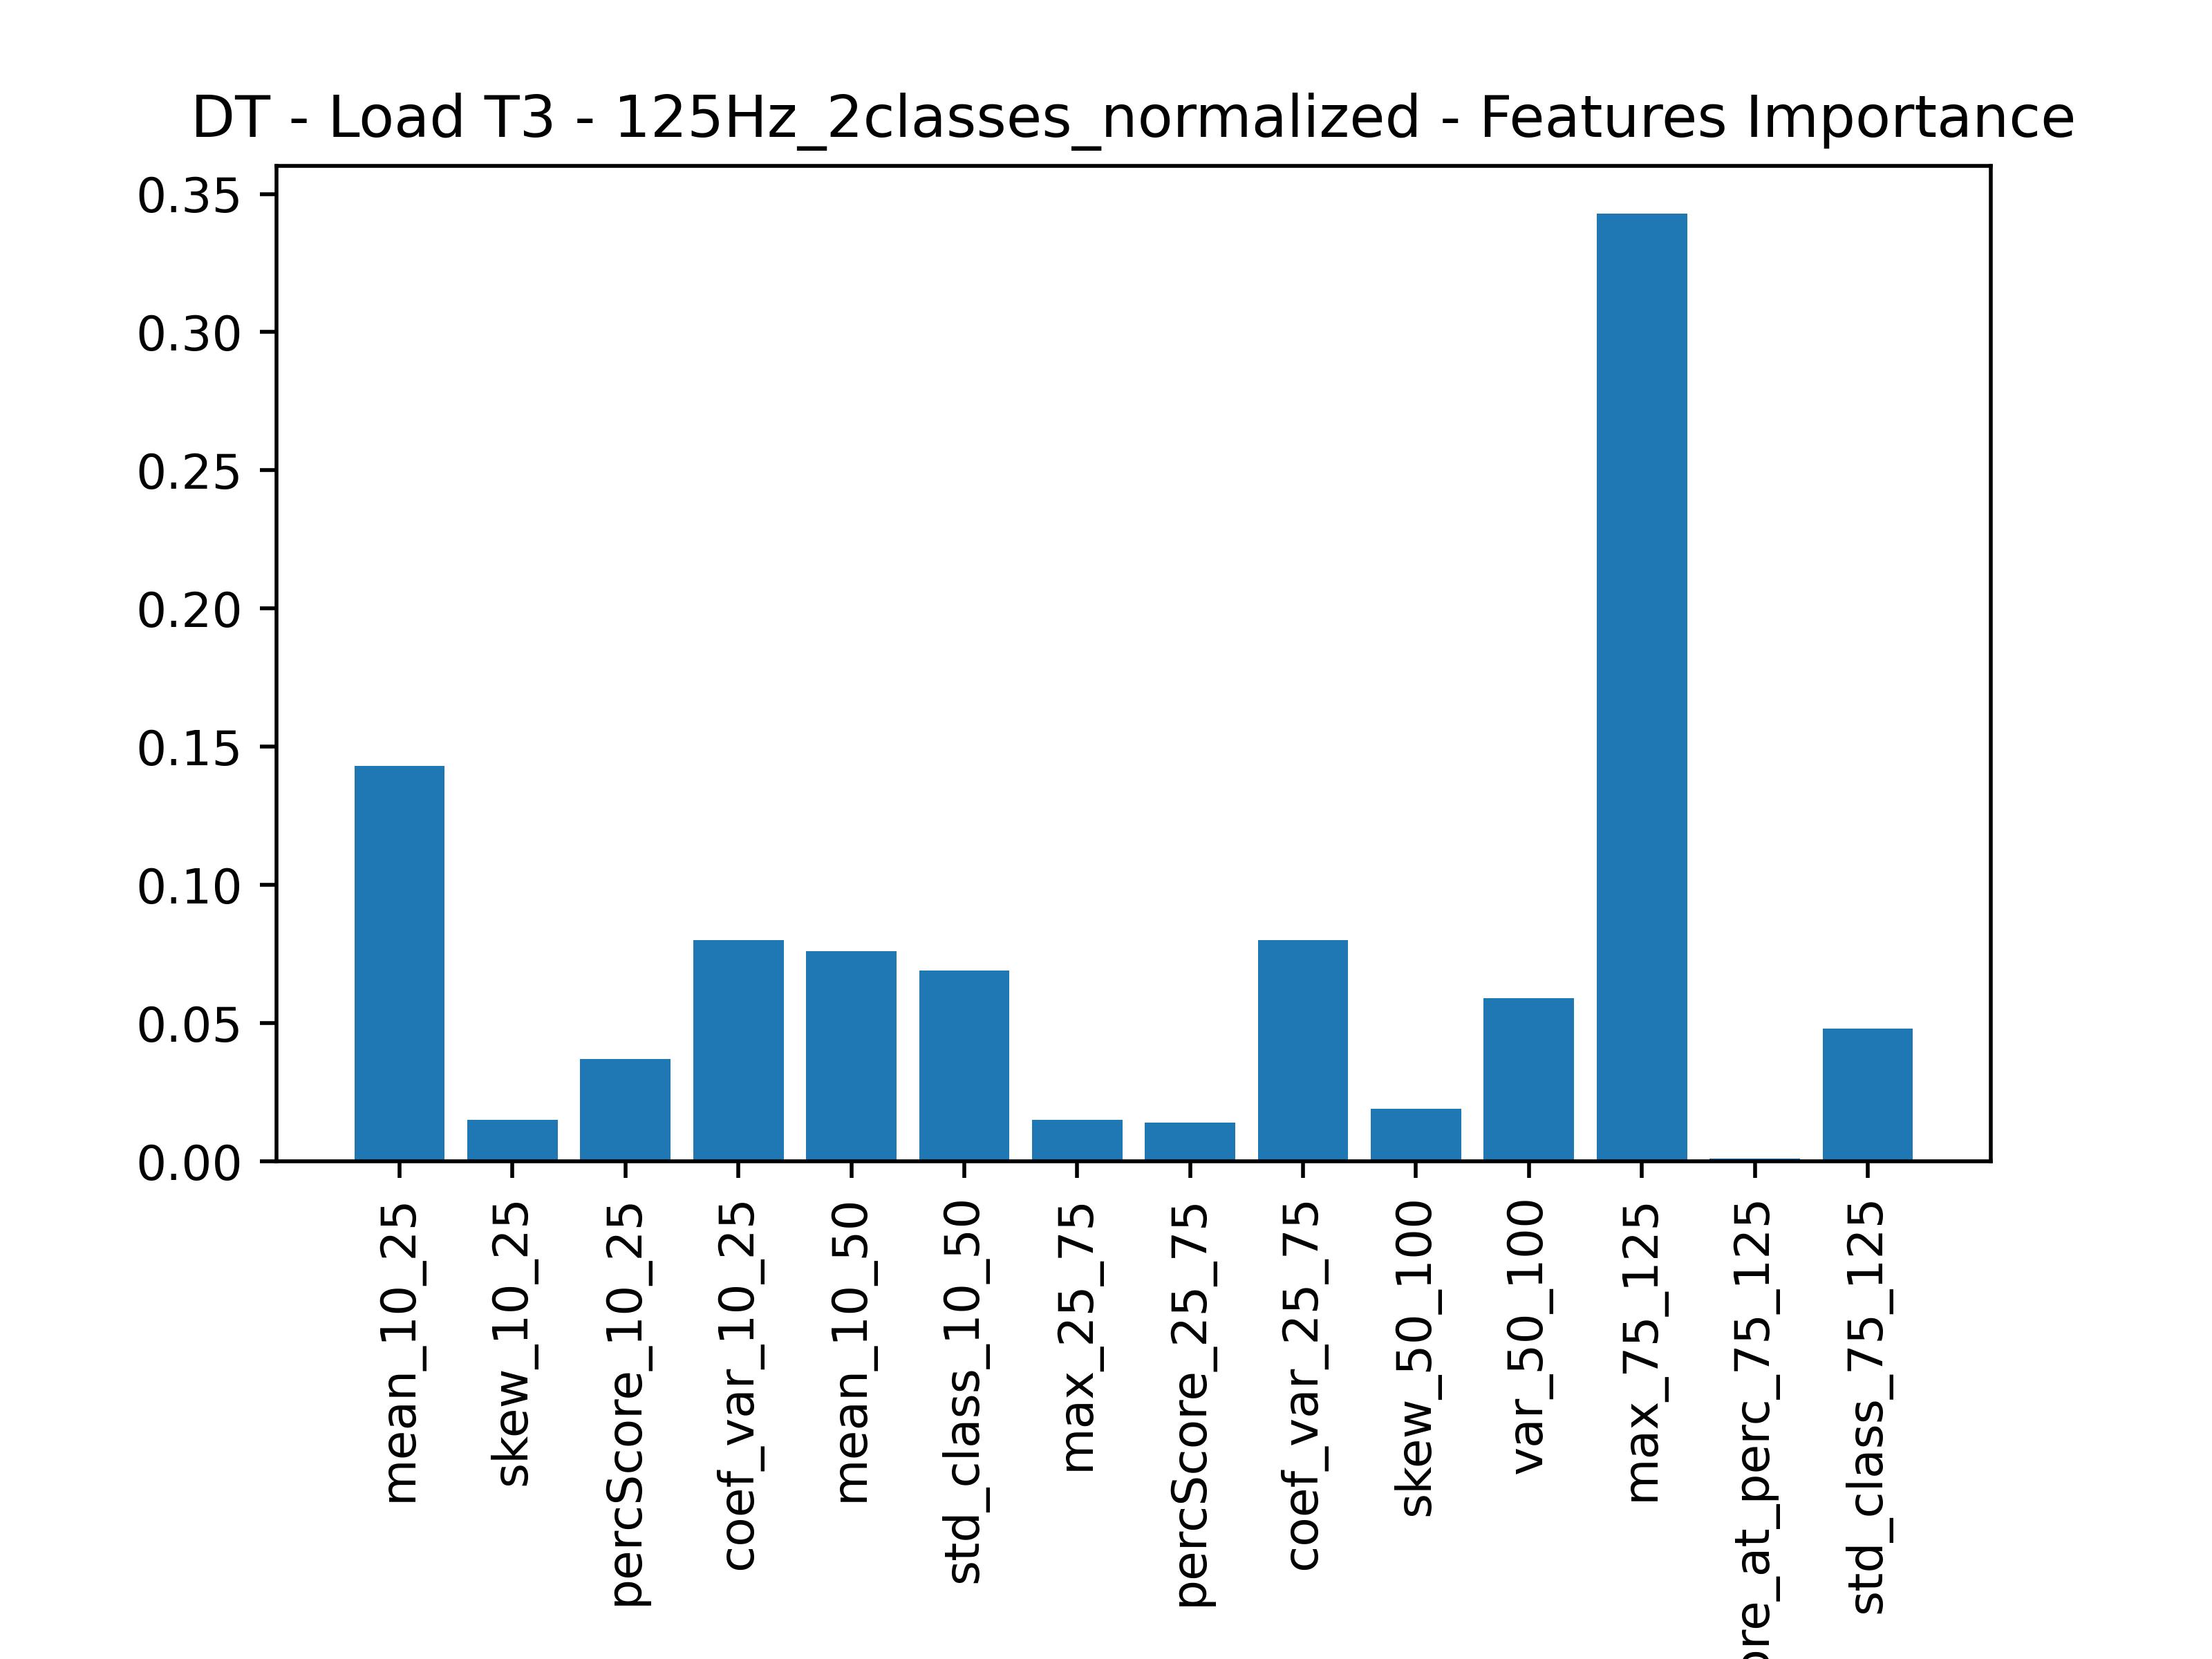 DT - Load T3 - 125Hz_2classes_normalized - Features Importance
0.35
0.30
0.25
0.20
0.15
0.10
0.05
0.00
mean_10_25
skew_10_25
percScore_10_25
coef_var_10_25
mean_10_50
std_class_10_50
max_25_75
percScore_25_75
coef_var_25_75
skew_50_100
var_50_100
max_75_125
ore_at_perc_75_125
std_class_75_125